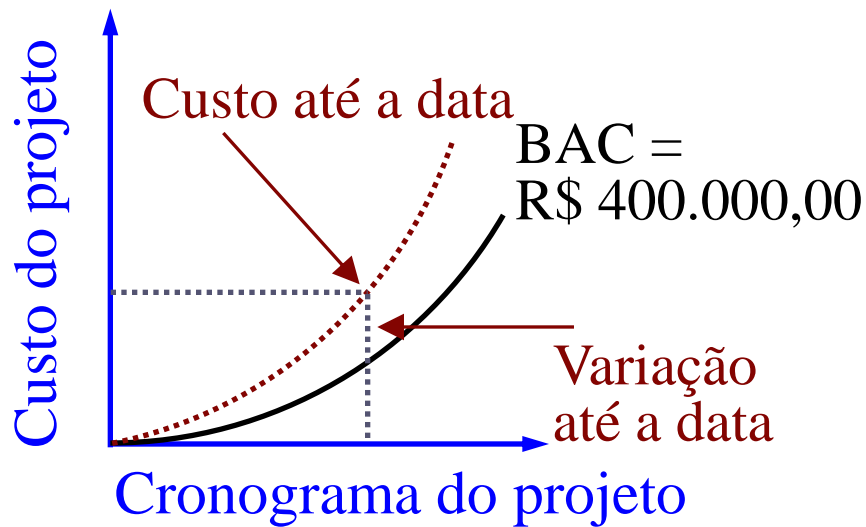 Custo do projeto
Custo até a data
BAC =
R$ 400.000,00
Variação
até a data
Cronograma do projeto